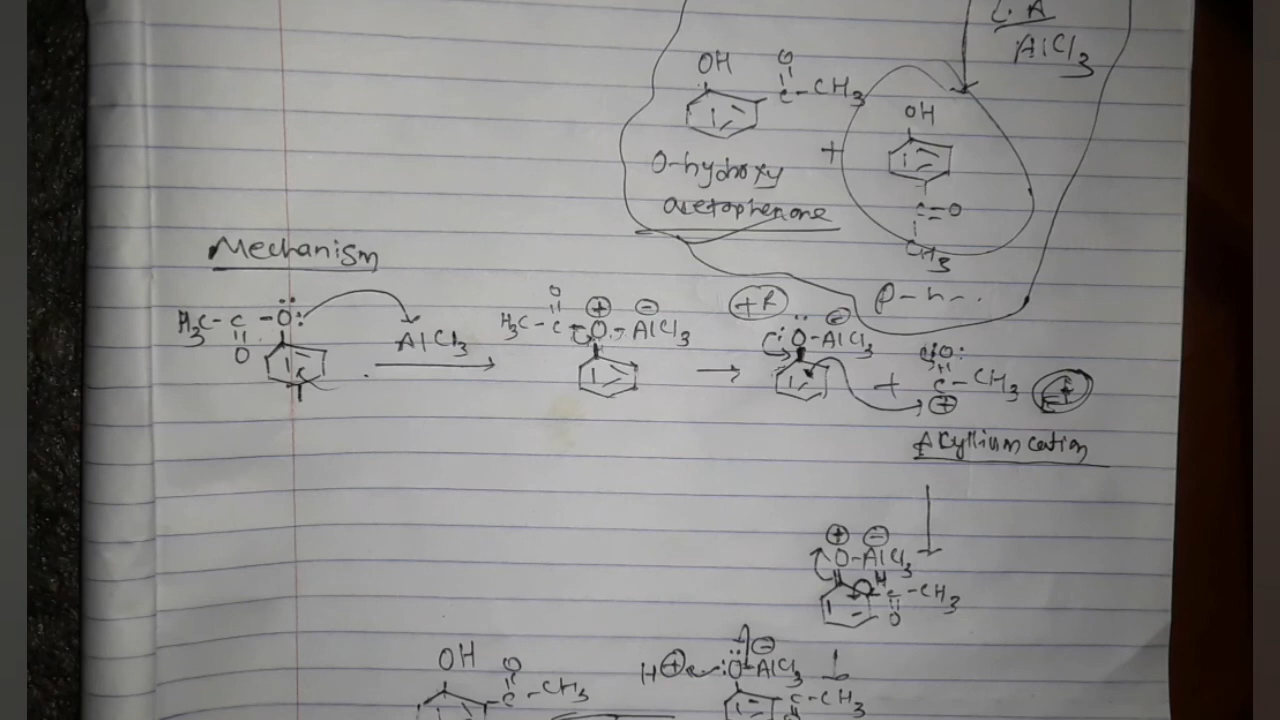 L.A
AlCl3
OH O
C-CH3
OH
+
O-hydroxy
acetophenone
C=O
CH3
P-h-..
Mechanism
H3C-C-O:
O
AlCl3
O ⊕ ⊖
H3C-C-O-AlCl3
+R
⊖
:O-AlCl3
+
O:
C-CH3
⊕
+
Acyllium cation
⊕ ⊖
O-AlCl3
H
C-CH3
O
OH O
C-CH3
H⊕ :O-AlCl3
⊖
C-CH3
O